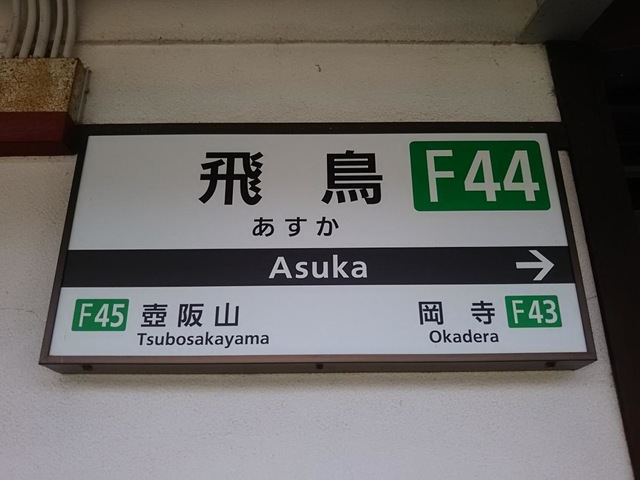 飛鳥 F44
あすか
Asuka →
F45 壺阪山 岡寺 F43
Tsubosakayama Okadera